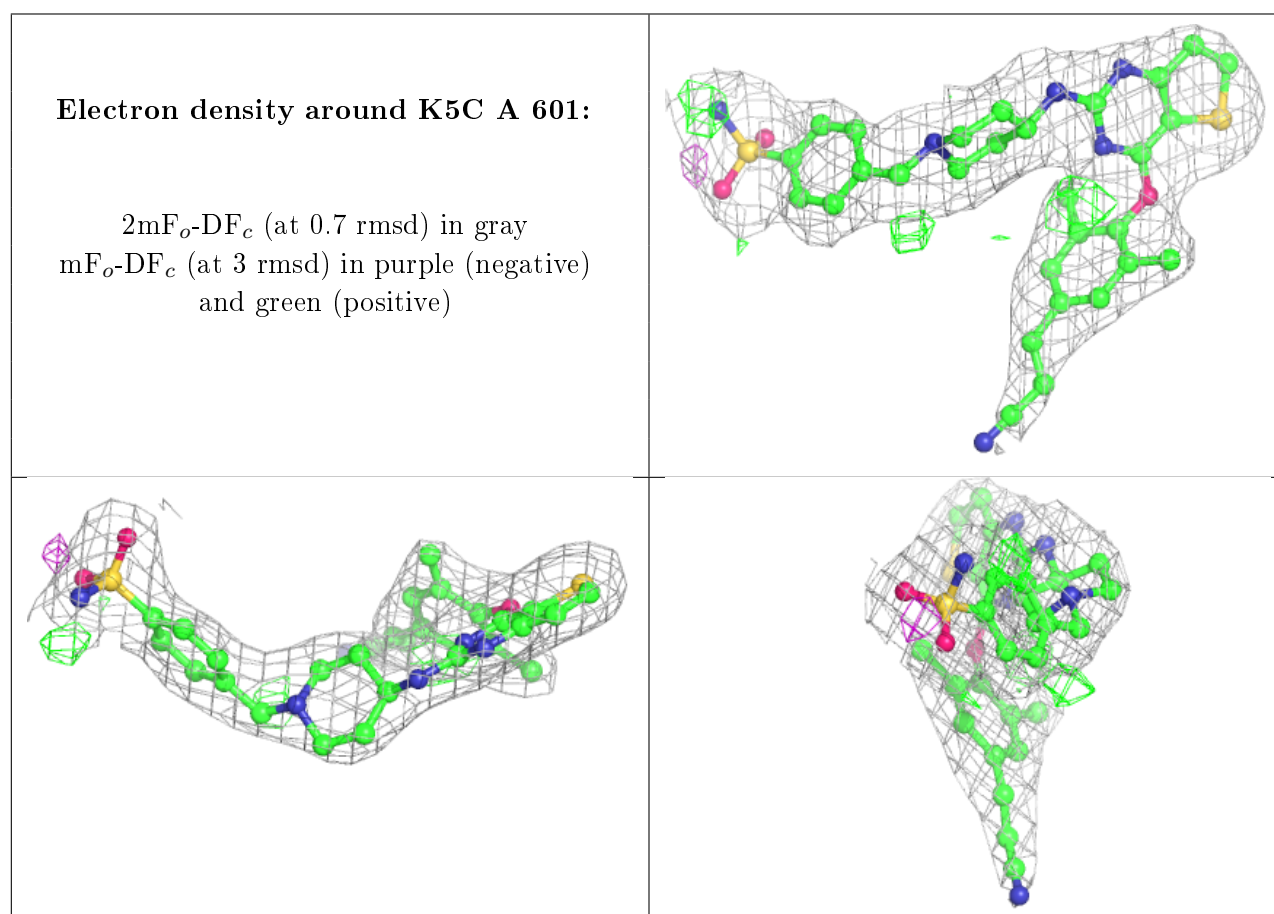 Electron density around K5C A 601:
2mFₒ-DF𝒸 (at 0.7 rmsd) in gray
mFₒ-DF𝒸 (at 3 rmsd) in purple (negative)
and green (positive)